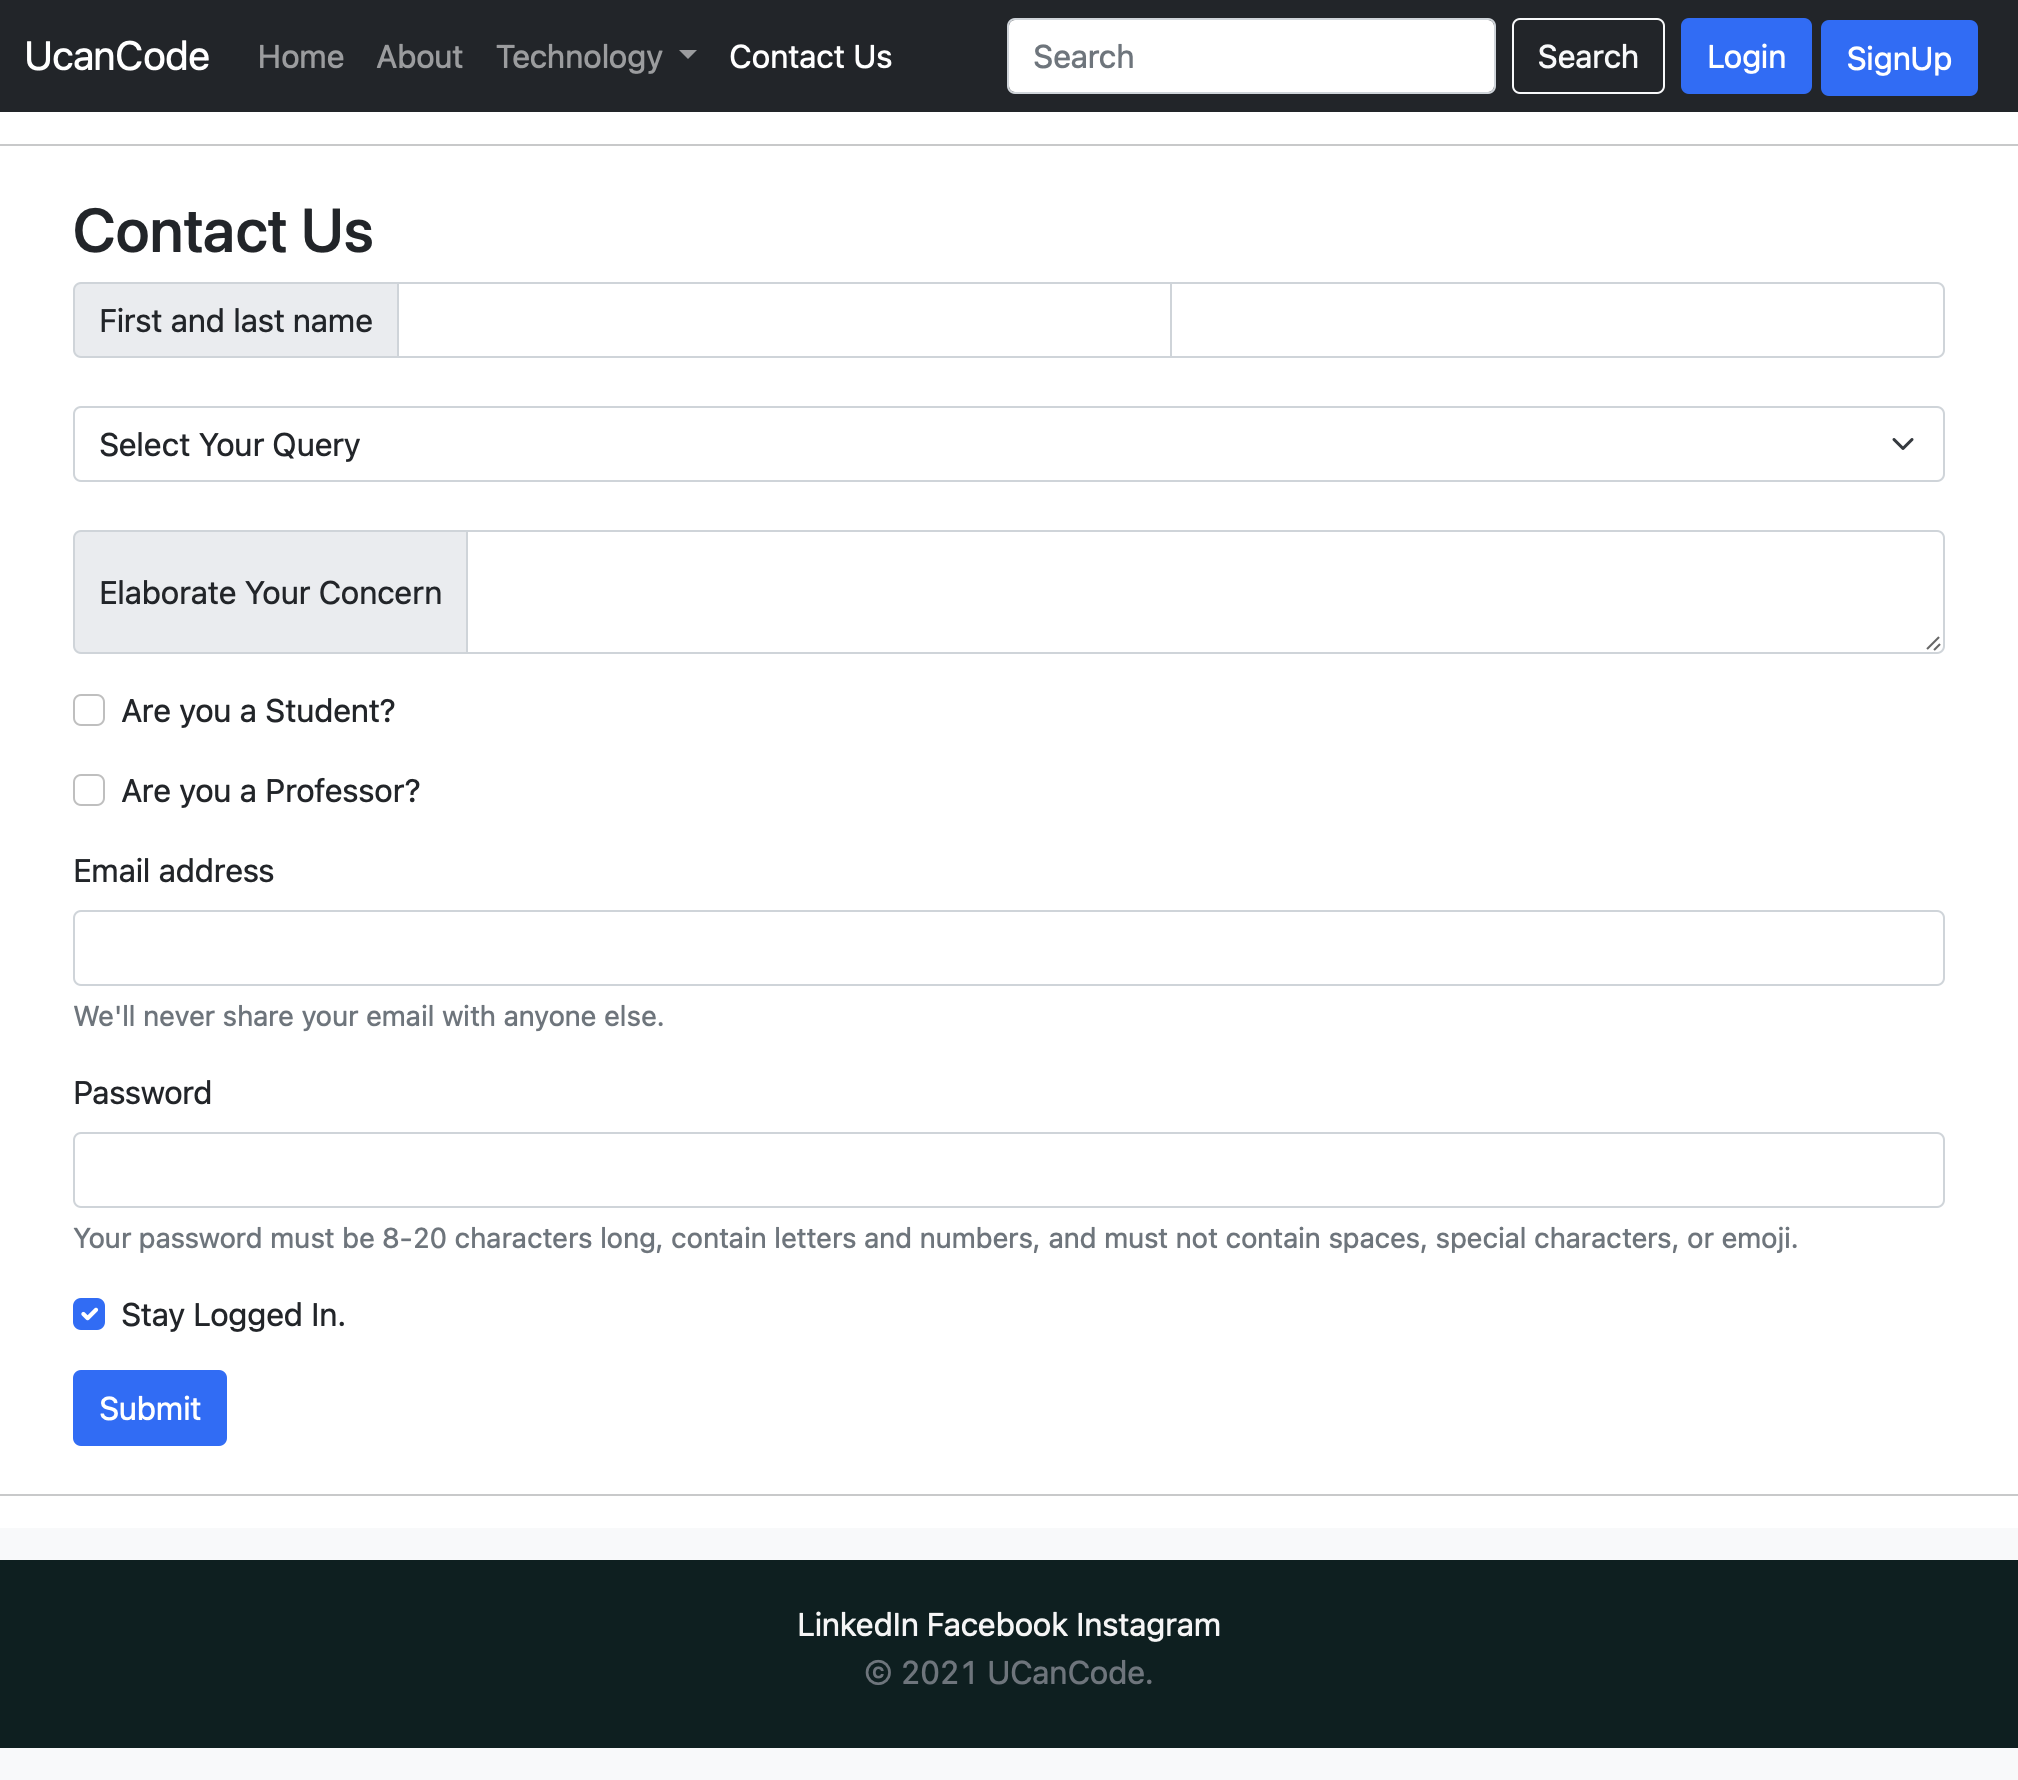 UcanCode Home About Technology Contact Us Search Search Login SignUp
Contact Us
First and last name
Select Your Query
Elaborate Your Concern
Are you a Student?
Are you a Professor?
Email address
We'll never share your email with anyone else.
Password
Your password must be 8-20 characters long, contain letters and numbers, and must not contain spaces, special characters, or emoji.
Stay Logged In.
Submit
LinkedIn Facebook Instagram
© 2021 UCanCode.